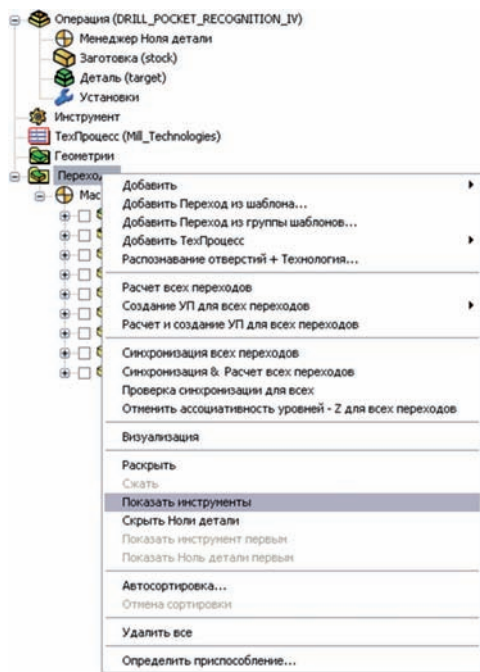 Операция (DRILL_POCKET_RECOGNITION_IV)
Менеджер Ноля детали
Заготовка (stock)
Деталь (target)
Установки
Инструмент
ТехПроцесс (Mill_Technologies)
Геометрии
Переход
Мас
Добавить
Добавить Переход из шаблона...
Добавить Переход из группы шаблонов...
Добавить ТехПроцесс
Распознавание отверстий + Технология...
Расчет всех переходов
Создание УП для всех переходов
Расчет и создание УП для всех переходов
Синхронизация всех переходов
Синхронизация & Расчет всех переходов
Проверка синхронизации для всех
Отменить ассоциативность уровней - Z для всех переходов
Визуализация
Раскрыть
Сжать
Показать инструменты
Скрыть Ноли детали
Показать инструмент первым
Показать Ноль детали первым
Автосортировка...
Отмена сортировки
Удалить все
Определить приспособление...